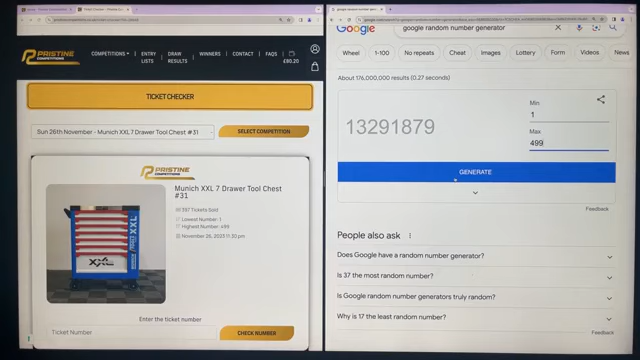 PRISTINE
COMPETITIONS
COMPETITIONS
ENTRY LISTS
DRAW RESULTS
WINNERS
CONTACT
FAQS
£80.20
TICKET CHECKER
Sun 26th November - Munich XXL 7 Drawer Tool Chest #31
SELECT COMPETITION
PRISTINE
COMPETITIONS
Munich XXL 7 Drawer Tool Chest
#31
397 Tickets Sold
Lowest Number: 1
Highest Number: 499
November 26, 2023 11:30 pm
XXL
Enter the ticket number
Ticket Number
CHECK NUMBER
Google
google random number generator
Wheel
1-100
No repeats
Cheat
Images
Lottery
Form
Videos
News
About 176,000,000 results (0.27 seconds)
13291879
Min:
1
Max
499
GENERATE
Feedback
People also ask
Does Google have a random number generator?
Is 37 the most random number?
Is Google random number generators truly random?
Why is 17 the least random number?
Feedback